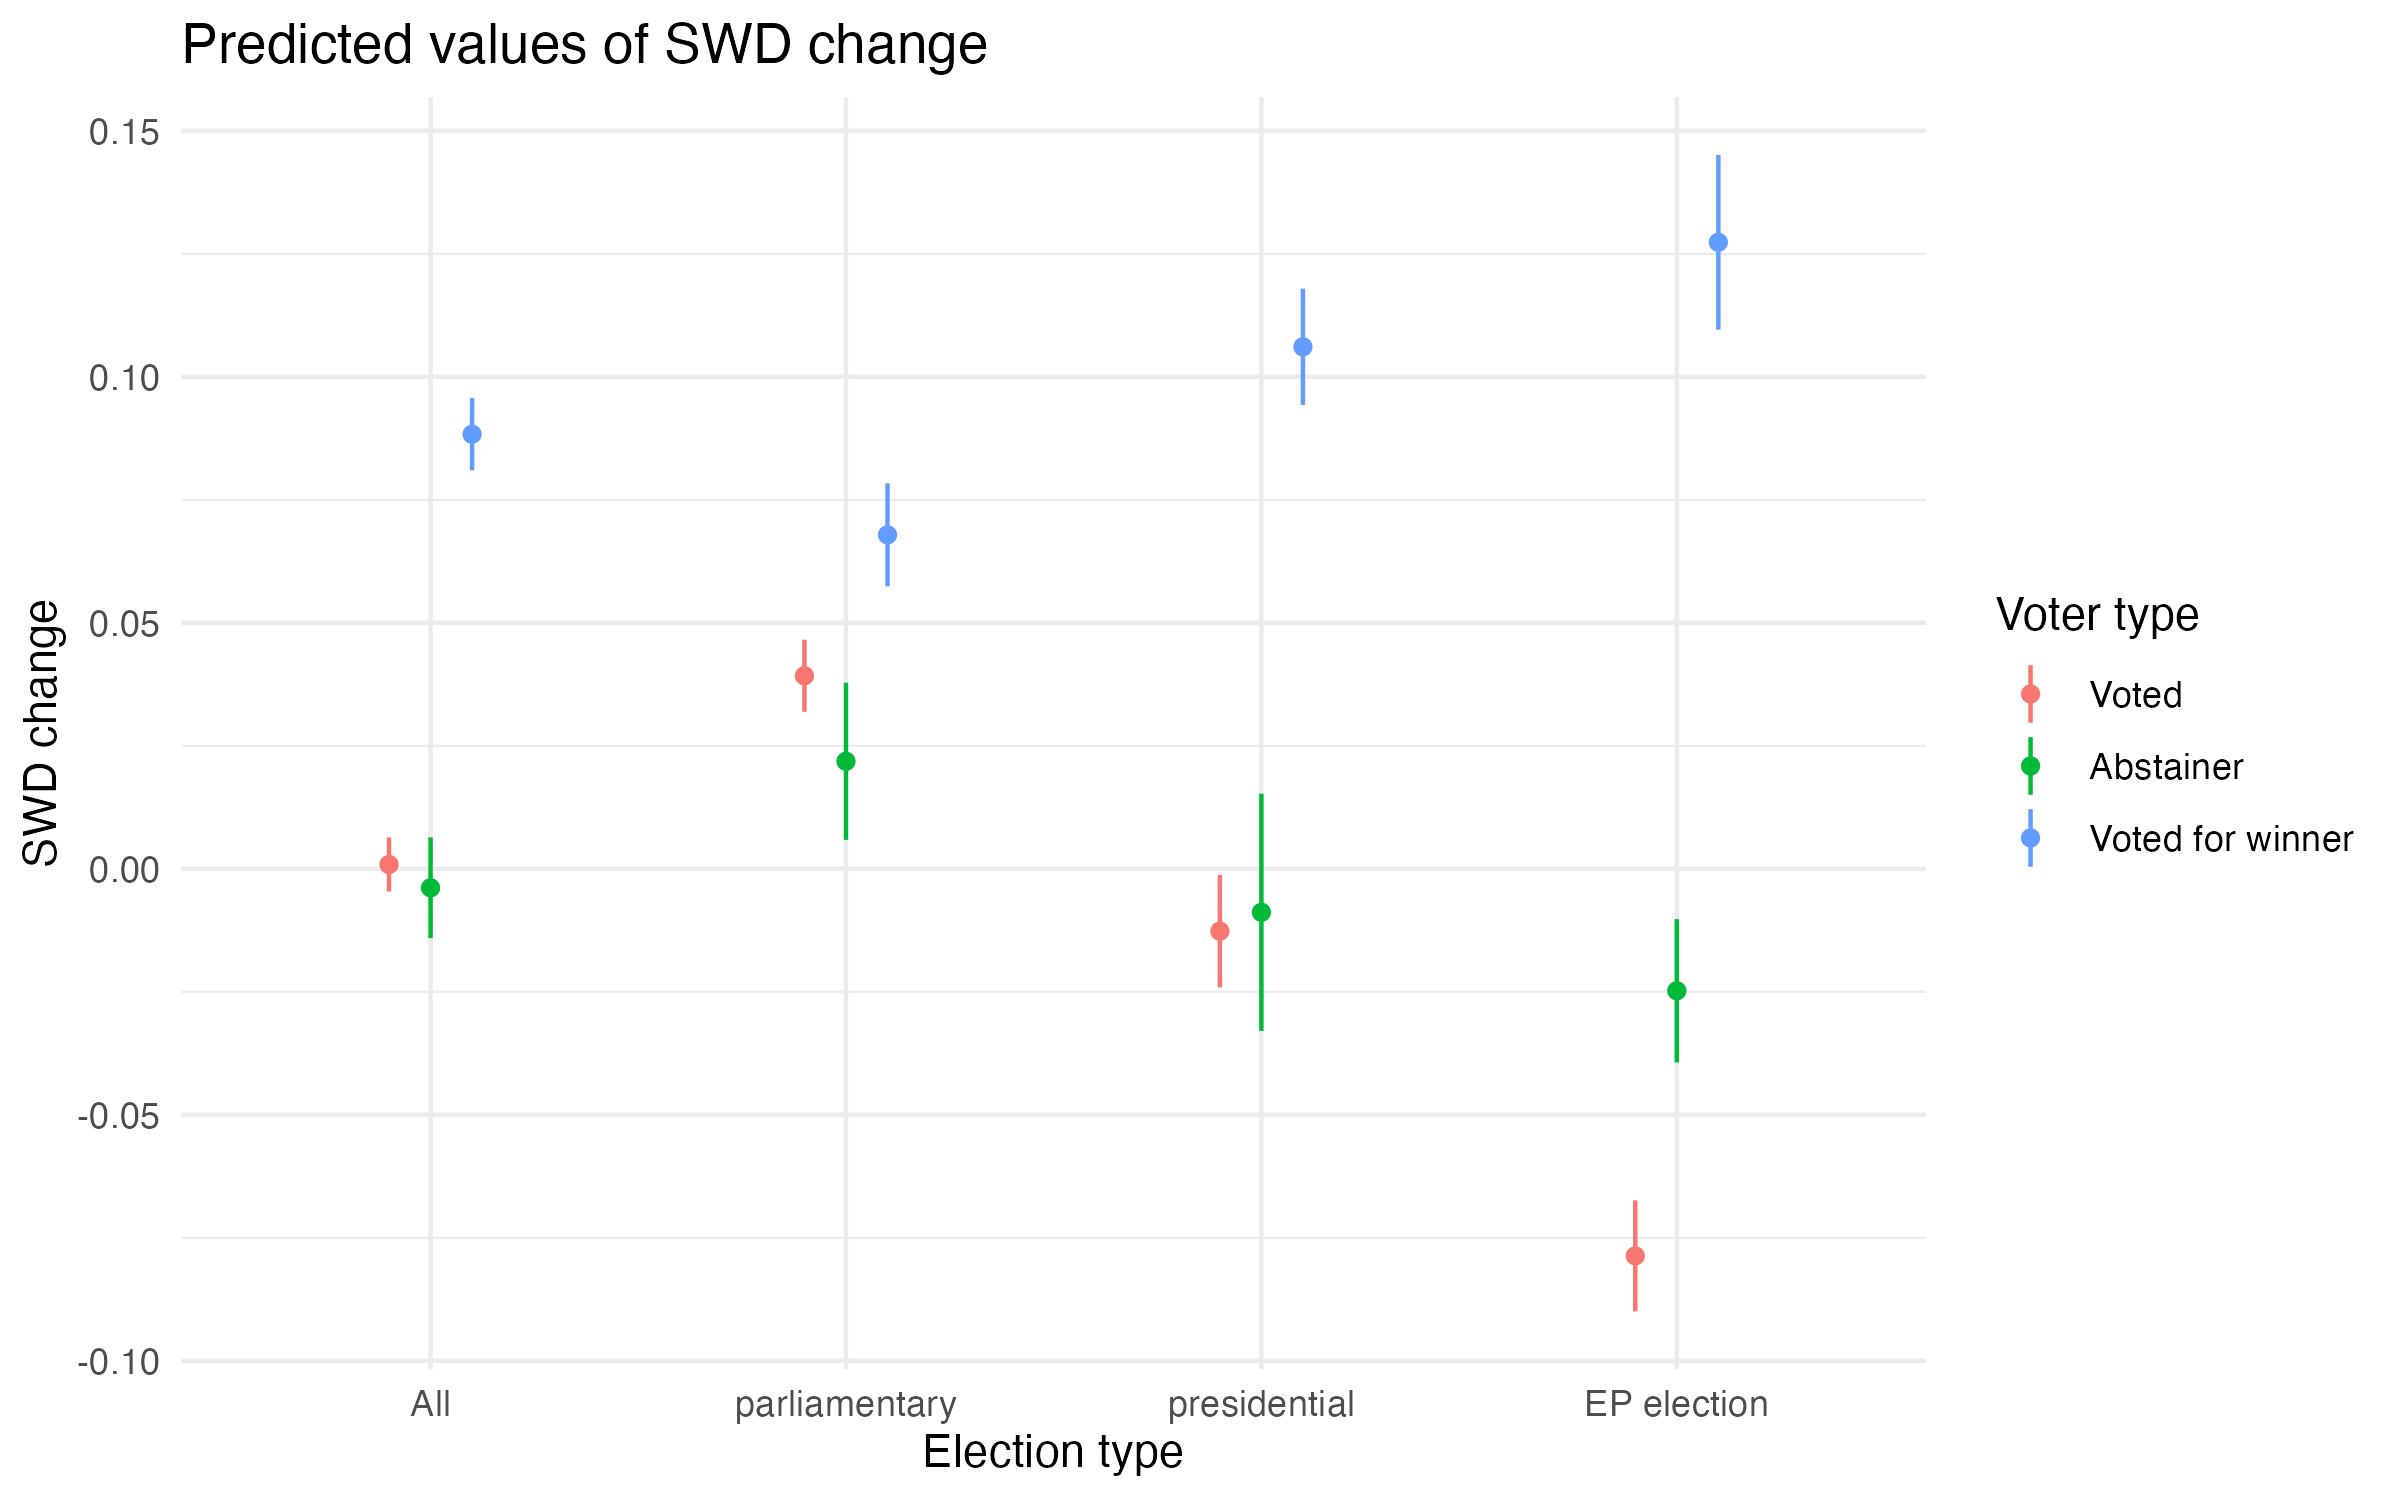 Predicted values of SWD change
0.15
0.10
0.05
0.00
-0.05
-0.10
SWD change
All
parliamentary
presidential
EP election
Election type
Voter type
Voted
Abstainer
Voted for winner